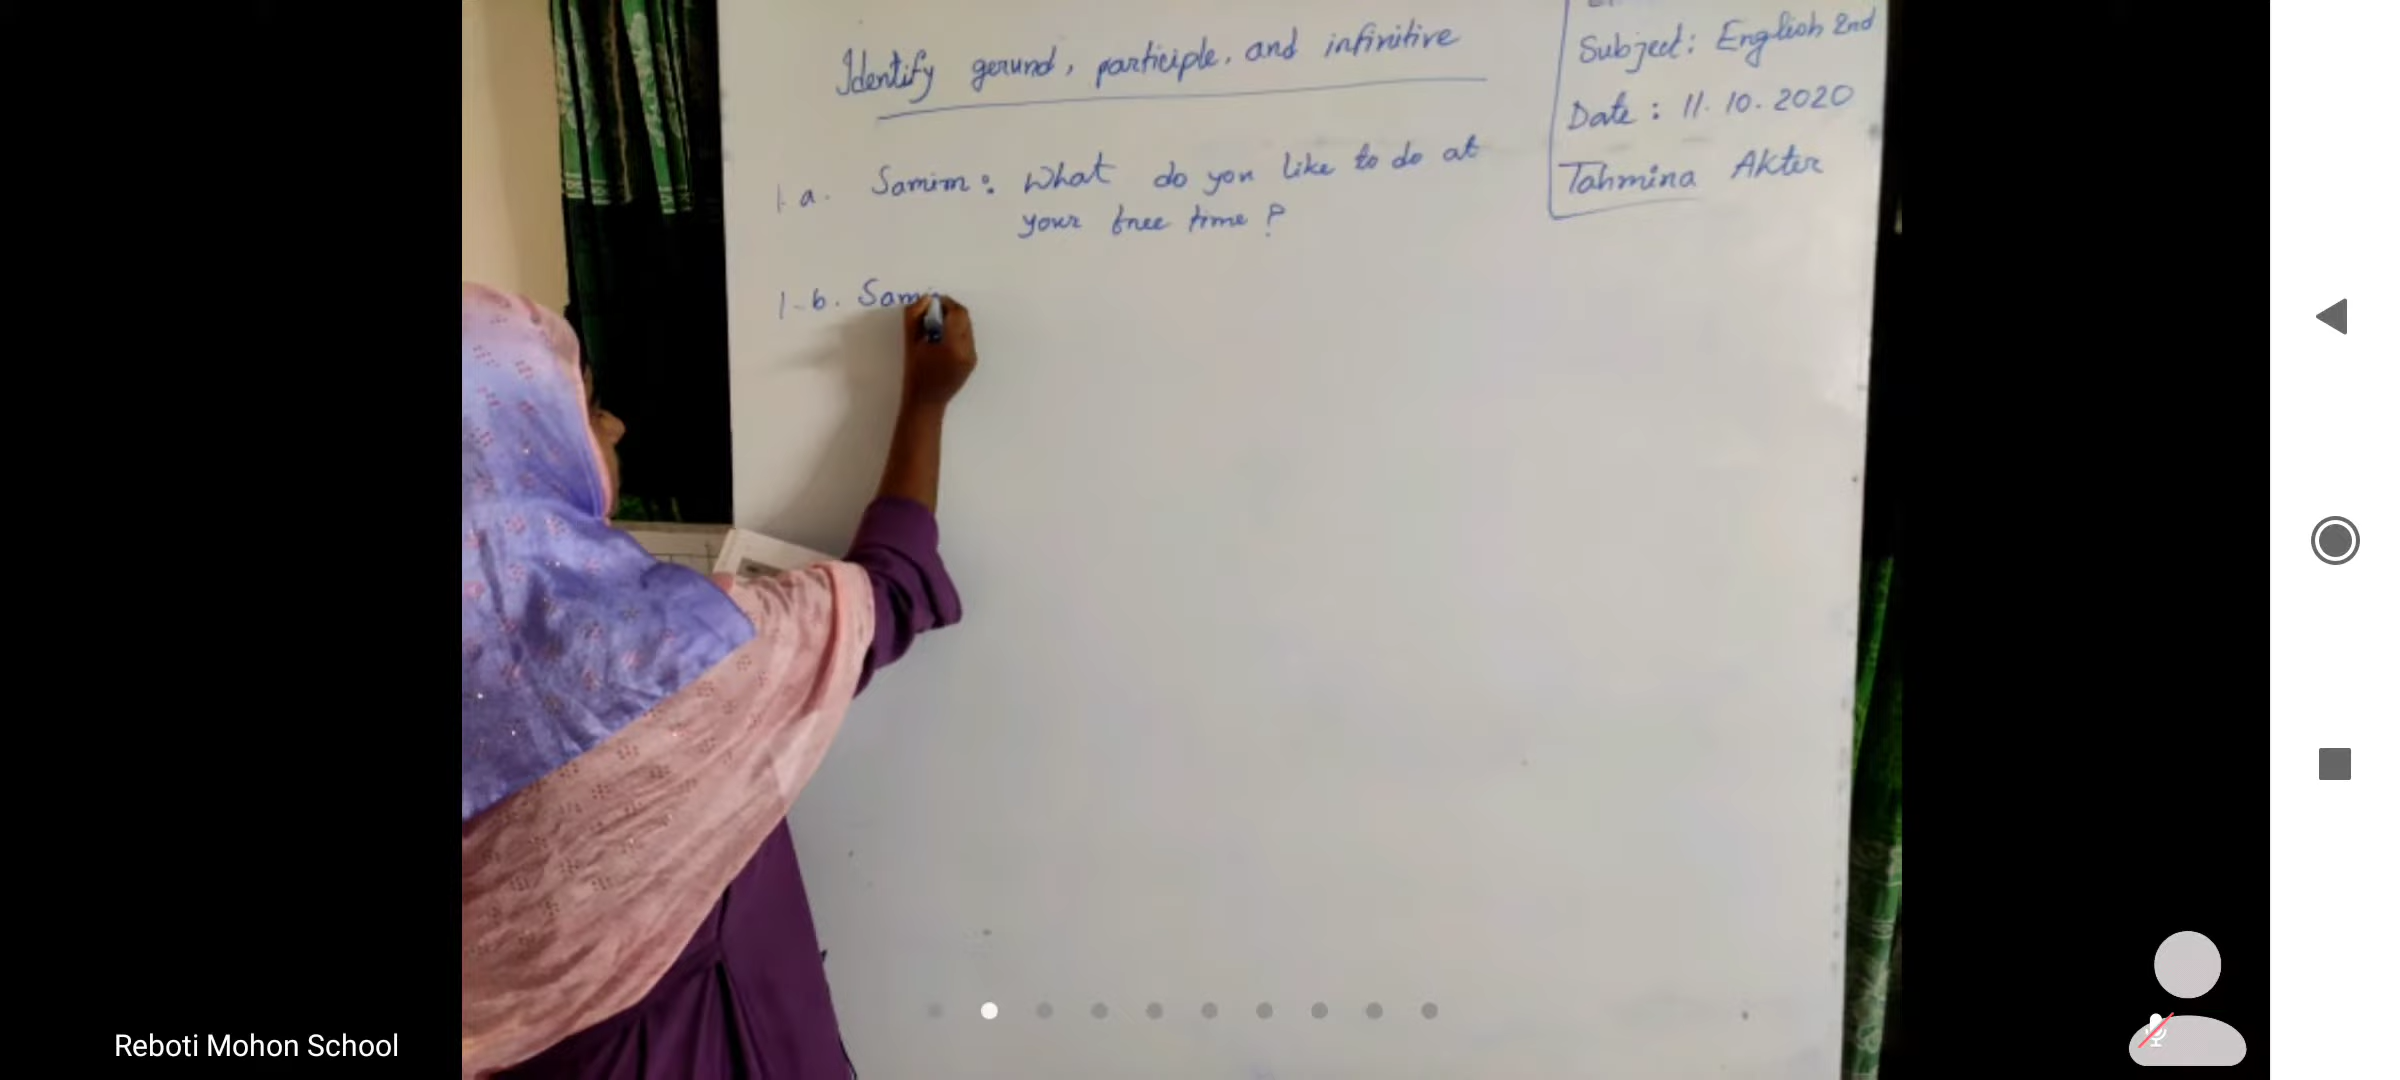 Identify gerund, participle, and infinitive
Subject: English 2nd
Date : 11. 10. 2020
Tahmina Akter
1. a. Samim: What do you like to do at
your free time ?
1-b. Sami
Reboti Mohon School